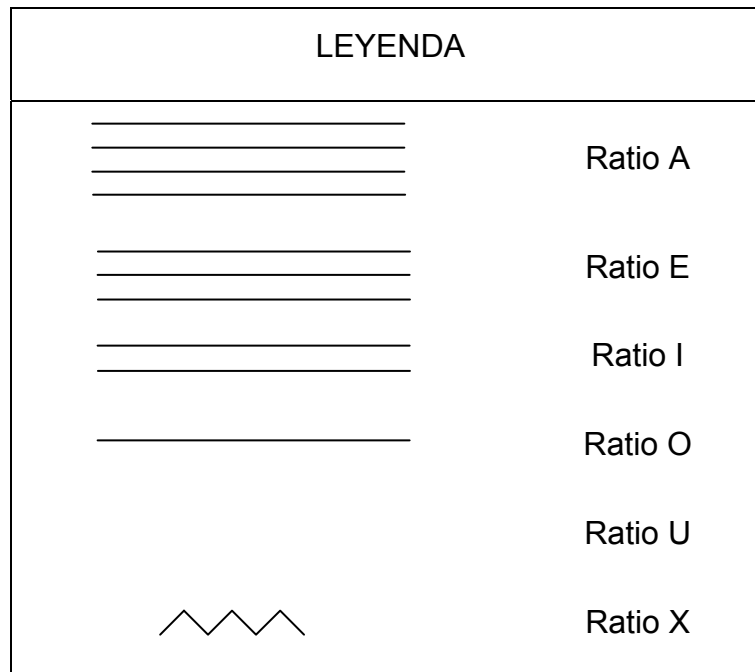 LEYENDA
Ratio A
Ratio E
Ratio I
Ratio O
Ratio U
Ratio X